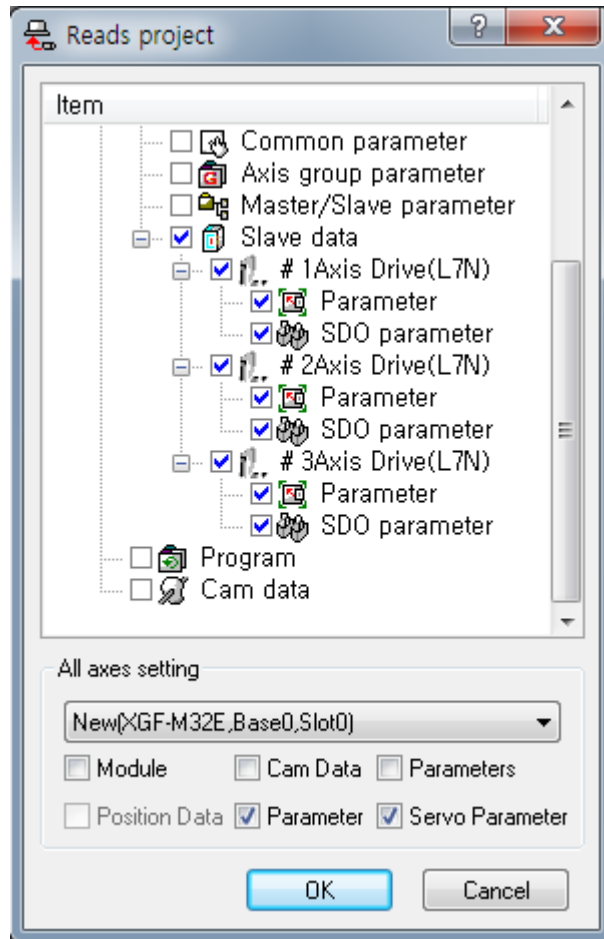 Reads project
Item
Common parameter
Axis group parameter
Master/Slave parameter
Slave data
# 1Axis Drive(L7N)
Parameter
SDO parameter
# 2Axis Drive(L7N)
Parameter
SDO parameter
# 3Axis Drive(L7N)
Parameter
SDO parameter
Program
Cam data
All axes setting
New(XGF-M32E,Base0,Slot0)
Module Cam Data Parameters
Position Data Parameter Servo Parameter
OK Cancel